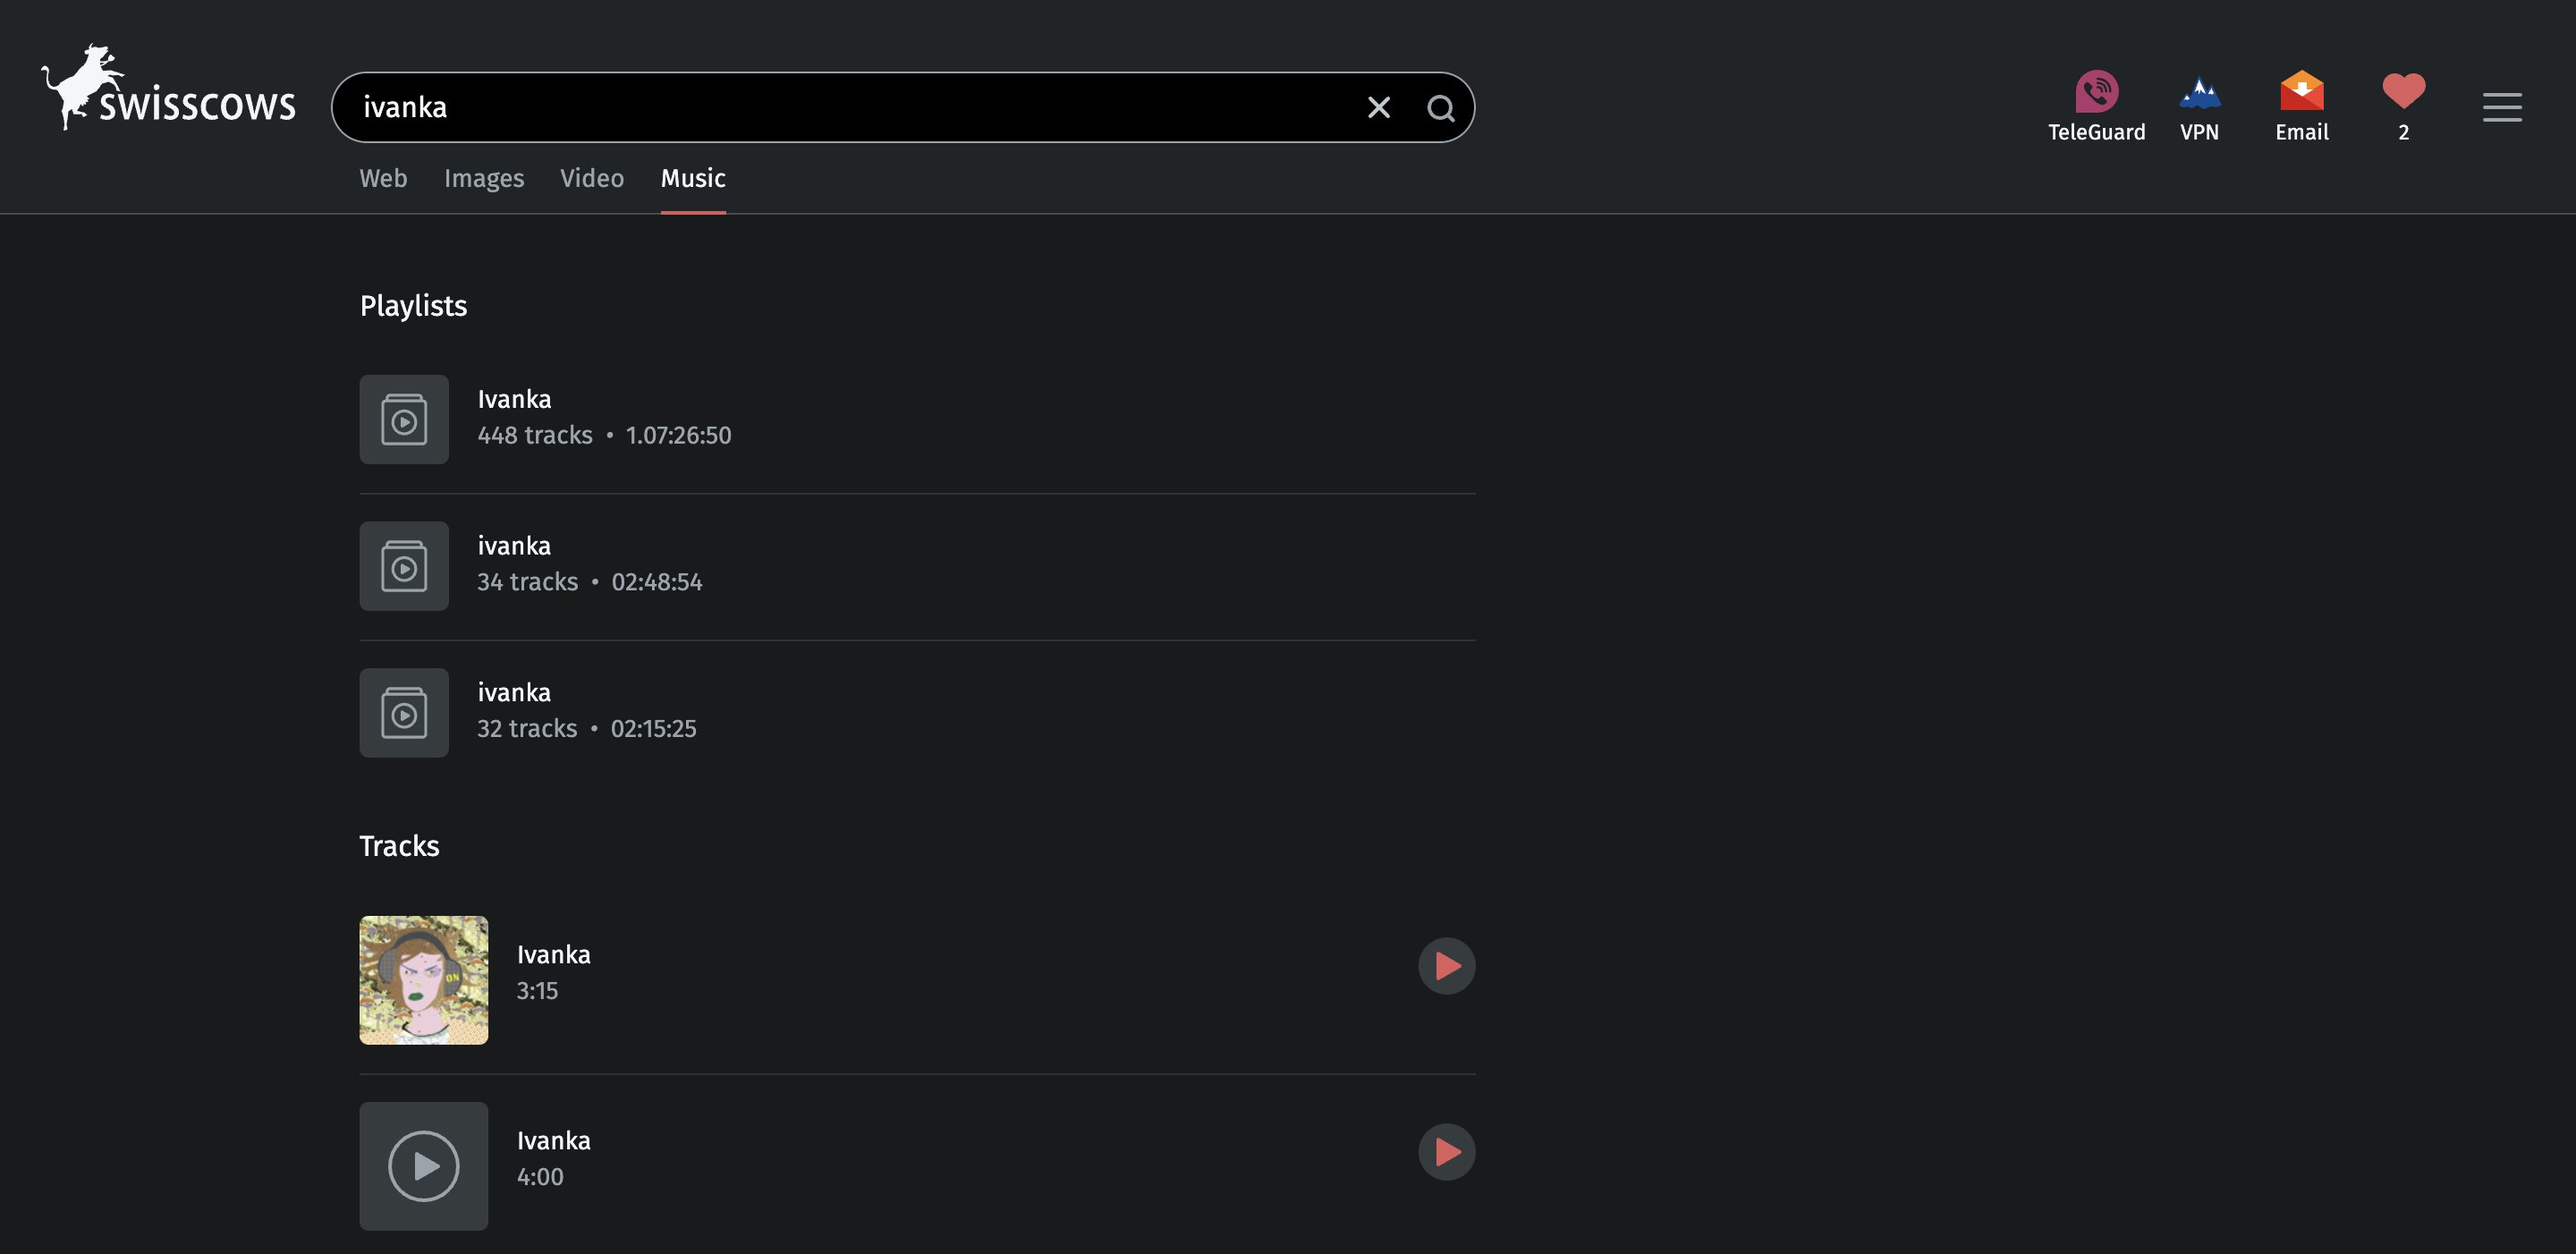 swisscows
ivanka
TeleGuard
VPN
Email
2
Web
Images
Video
Music
Playlists
Ivanka
448 tracks • 1.07:26:50
ivanka
34 tracks • 02:48:54
ivanka
32 tracks • 02:15:25
Tracks
ON
Ivanka
3:15
Ivanka
4:00